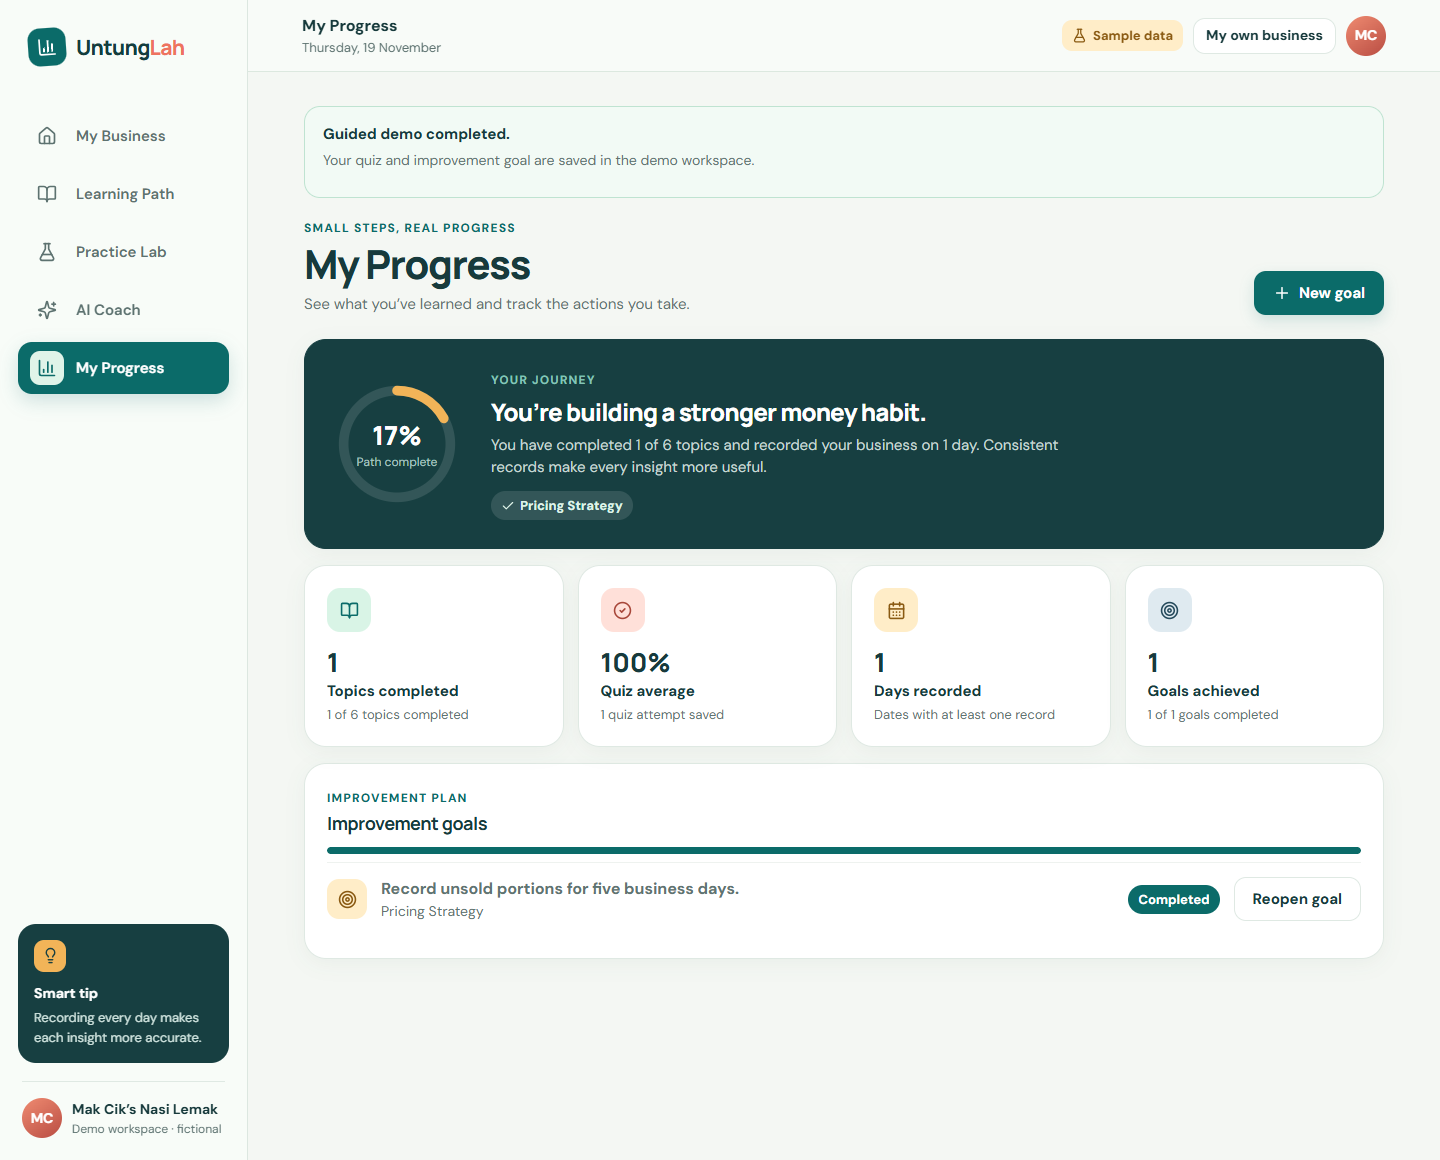 UntungLah
My Business
Learning Path
Practice Lab
AI Coach
My Progress
Smart tip
Recording every day makes
each insight more accurate.
MC
Mak Cik’s Nasi Lemak
Demo workspace · fictional
My Progress
Thursday, 19 November
Sample data
My own business
MC
Guided demo completed.
Your quiz and improvement goal are saved in the demo workspace.
SMALL STEPS, REAL PROGRESS
My Progress
See what you’ve learned and track the actions you take.
New goal
17%
Path complete
YOUR JOURNEY
You’re building a stronger money habit.
You have completed 1 of 6 topics and recorded your business on 1 day. Consistent
records make every insight more useful.
Pricing Strategy
1
Topics completed
1 of 6 topics completed
100%
Quiz average
1 quiz attempt saved
1
Days recorded
Dates with at least one record
1
Goals achieved
1 of 1 goals completed
IMPROVEMENT PLAN
Improvement goals
Record unsold portions for five business days.
Pricing Strategy
Completed
Reopen goal